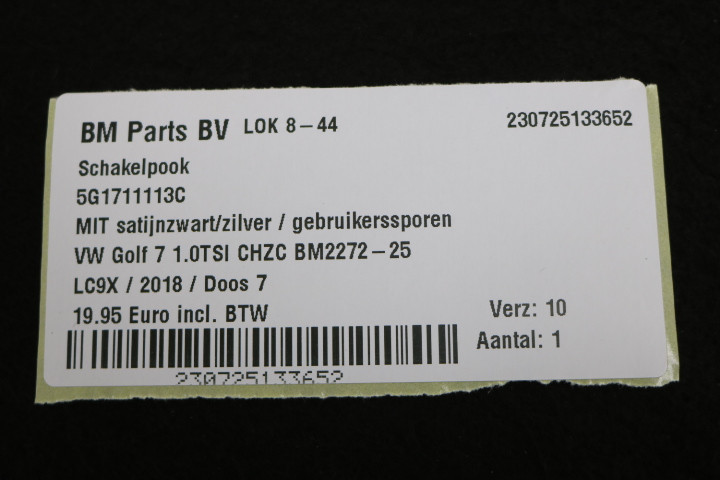 BM Parts BV LOK 8-44 230725133652
Schakelpook
5G1711113C
MIT satijnzwart/zilver / gebruikerssporen
VW Golf 7 1.0TSI CHZC BM2272-25
LC9X / 2018 / Doos 7
19.95 Euro incl. BTW Verz: 10
Aantal: 1
230725133652